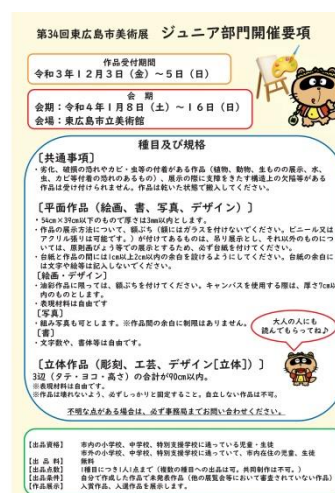 第34回東広島市美術展 ジュニア部門開催要項
作品受付期間
令和３年１２月３日（金）～５日（日）
会 期
会期：令和４年１月８日（土）～１６日（日）
会場：東広島市立美術館
種目及び規格
［共通事項］
・劣化、破損の恐れやカビ・虫等の付着がある作品（植物、動物、生ものの展示、水、
虫、カビ等付着の恐れのあるもの）、展示の際に支障をきたす構造上の欠陥等がある
作品は受け付けられません。作品は乾いた状態で搬入してください。
［平面作品（絵画、書、写真、デザイン）］
・54cm×39cm以下のもので厚さは3mm以内とします。
・作品の展示方法について、額ぶち（額にはガラスを付けないでください。ビニール又は
アクリル張りは可能です。）が付けてあるものは、吊り展示とし、それ以外のものにつ
いては、原則画びょう等での展示とするため、必ず台紙を付けてください。
・台紙と作品の間には1cm以上2cm以内の余白を設けるようにしてください。台紙の余白に
は文字や絵等は記入しないでください。
［絵画・デザイン］
・油彩作品に限っては、額ぶちを付けてください。キャンバスを使用する際は、厚さ7cm以
内のものとします。
・表現材料は自由です
［写真］
・組み写真も可とします。※作品間の余白に制限はありません。
［書］
・文字数や、書体等は自由です。
大人の人にも
読んでもらってね♪
［立体作品（彫刻、工芸、デザイン[立体]）］
3辺（タテ・ヨコ・高さ）の合計が90cm以内。
※表現材料は自由です。
※作品は壊れないよう、必ずしっかりと固定すること。自立しない作品は不可。
不明な点がある場合は、必ず事務局までお問い合わせください。
【出品資格】 市内の小学校、中学校、特別支援学校に通っている児童・生徒
市外の小学校、中学校、特別支援学校に通っていて、市内在住の児童、生徒
【出 品 料】 無料
【出品点数】 1種目につき1人1点まで（複数の種目への出品は可。共同制作は不可。）
【出品条件】 自分で作成した作品で未発表作品（他の展覧会等において審査されていない作品）
【作品展示】 入賞作品、入選作品を展示します。